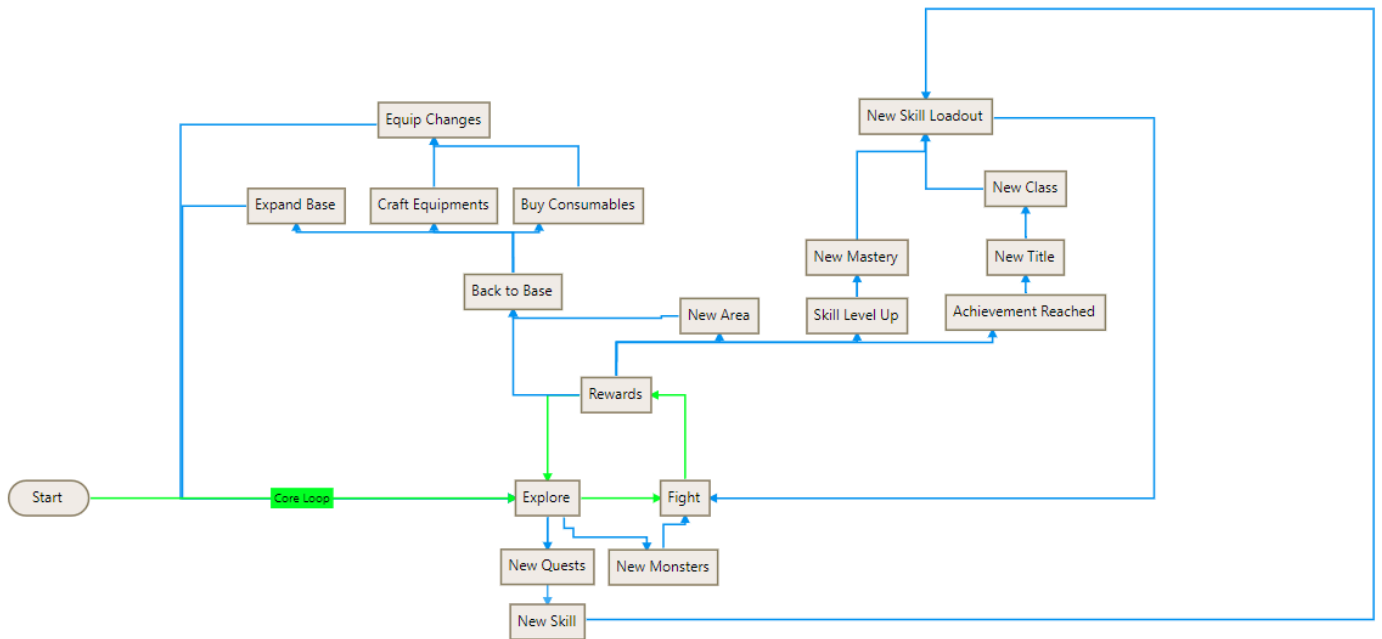 Equip Changes
New Skill Loadout
New Class
Expand Base
Craft Equipments
Buy Consumables
New Mastery
New Title
Back to Base
New Area
Skill Level Up
Achievement Reached
Rewards
Start
Core Loop
Explore
Fight
New Quests
New Monsters
New Skill